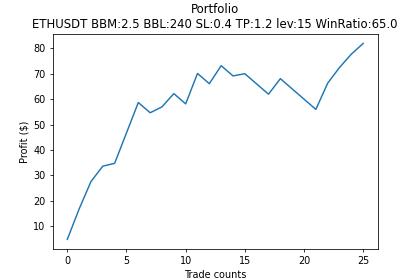 Portfolio
ETHUSDT BBM:2.5 BBL:240 SL:0.4 TP:1.2 lev:15 WinRatio:65.0
80
70
60
50
40
30
20
10
Profit ($)
0 5 10 15 20 25
Trade counts